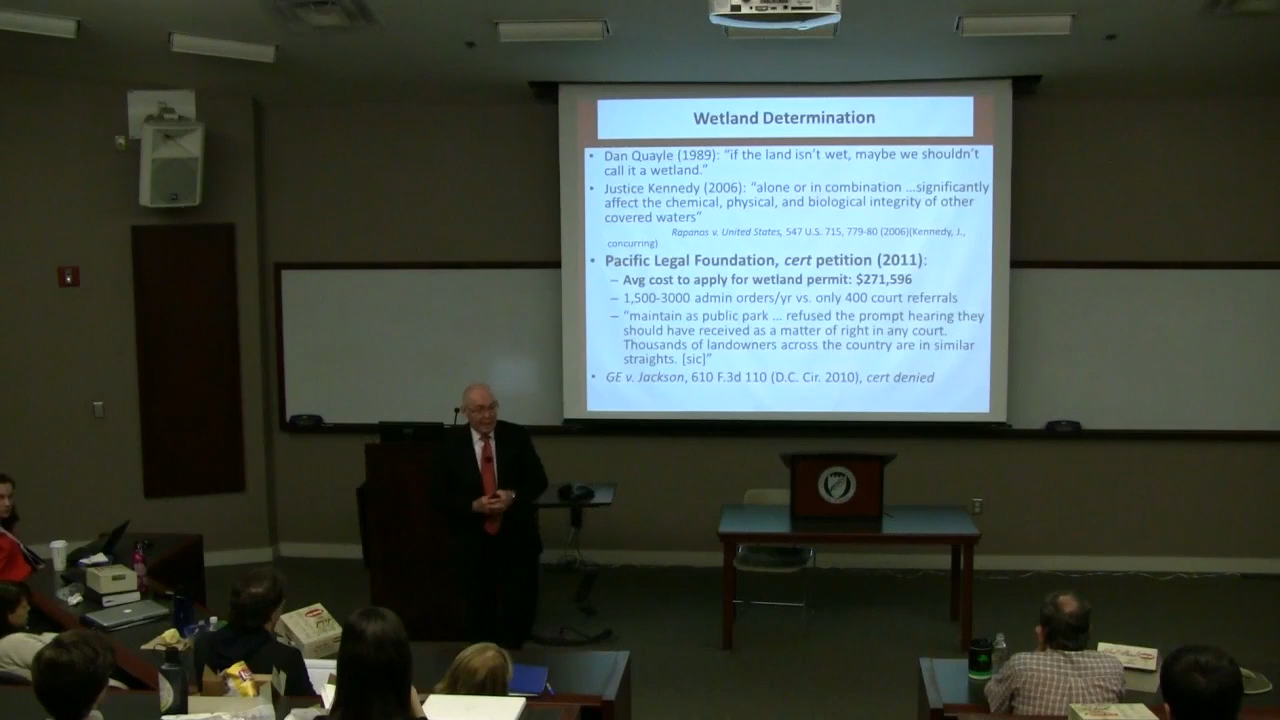 Wetland Determination
• Dan Quayle (1989): “if the land isn’t wet, maybe we shouldn’t
call it a wetland.”
• Justice Kennedy (2006): “alone or in combination …significantly
affect the chemical, physical, and biological integrity of other
covered waters”
Rapanos v. United States, 547 U.S. 715, 779-80 (2006)(Kennedy, J.,
concurring)
• Pacific Legal Foundation, cert petition (2011):
– Avg cost to apply for wetland permit: $271,596
– 1,500-3000 admin orders/yr vs. only 400 court referrals
– “maintain as public park … refused the prompt hearing they
should have received as a matter of right in any court.
Thousands of landowners across the country are in similar
straights. [sic]”
• GE v. Jackson, 610 F.3d 110 (D.C. Cir. 2010), cert denied